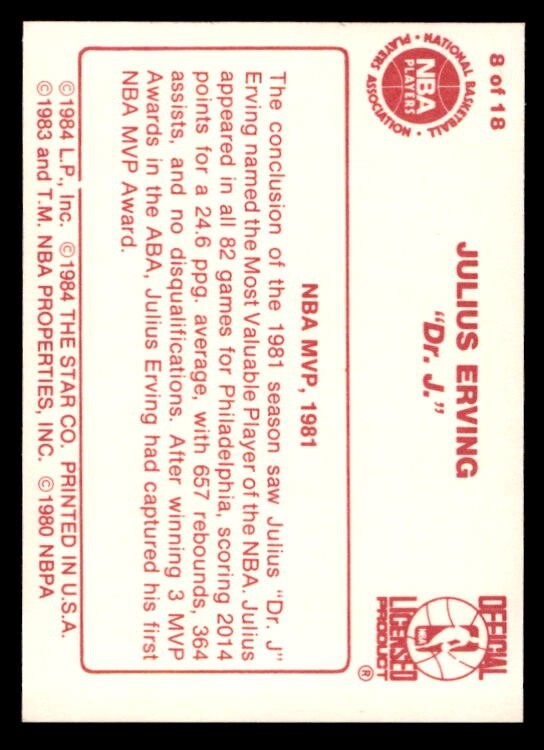 8 of 18
NATIONAL BASKETBALL
PLAYERS ASSOCIATION
NBA
PLAYERS
JULIUS ERVING
"Dr. J."
OFFICIAL
NBA
LICENSED
PRODUCT
®
NBA MVP, 1981
The conclusion of the 1981 season saw Julius "Dr. J"
Erving named the Most Valuable Player of the NBA. Julius
appeared in all 82 games for Philadelphia, scoring 2014
points for a 24.6 ppg. average, with 657 rebounds, 364
assists, and no disqualifications. After winning 3 MVP
Awards in the ABA, Julius Erving had captured his first
NBA MVP Award.
©1984 L.P., Inc. ©1984 THE STAR CO. PRINTED IN U.S.A.
©1983 and T.M. NBA PROPERTIES, INC. ©1980 NBPA